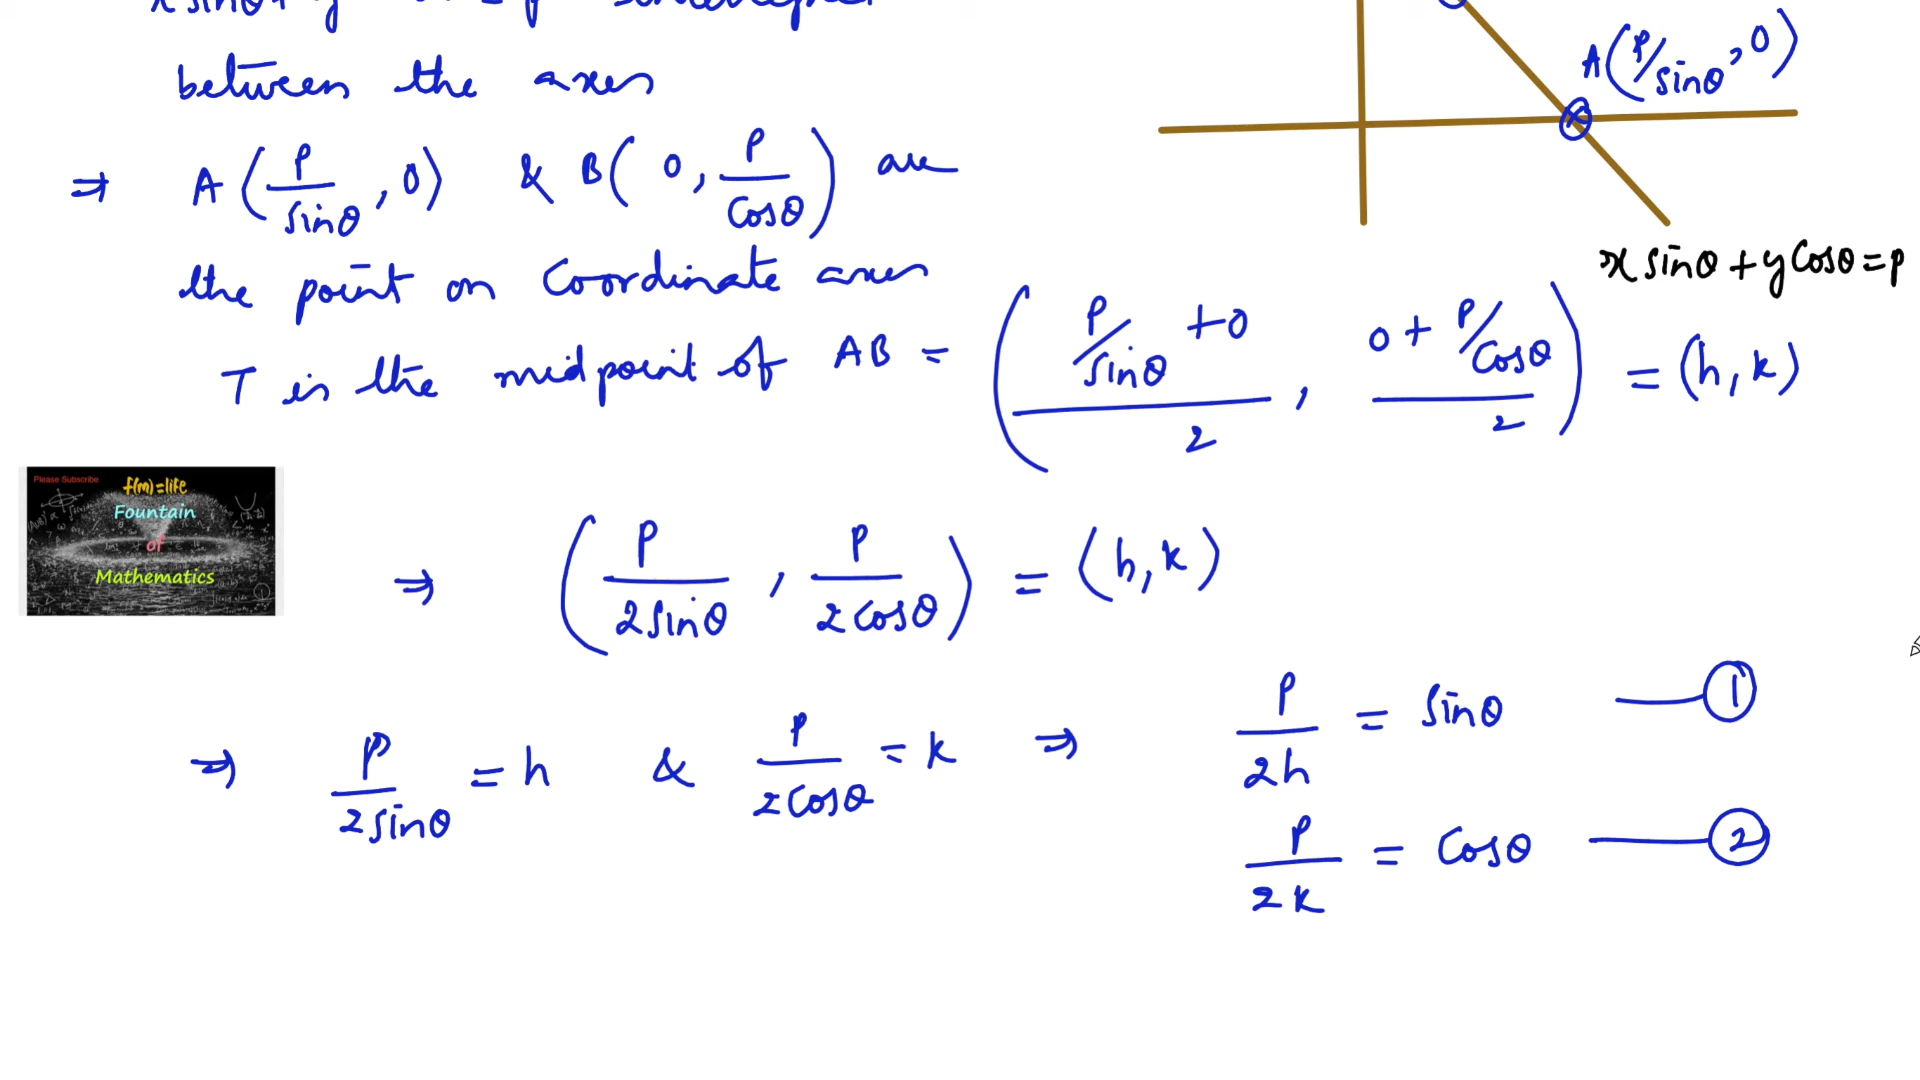 between the axes
A(P/sinθ, 0)
⇒ A(P/sinθ, 0) & B(0, P/cosθ) are
x sinθ + y cosθ = p
the point on Coordinate axes
T is the midpoint of AB = ((P/sinθ + 0)/2, (0 + P/cosθ)/2) = (h, k)
Please Subscribe
f(m)=life
Fountain
of
Mathematics
⇒ (P/2sinθ, P/2cosθ) = (h, k)
⇒ P/2sinθ = h & P/2cosθ = k ⇒ P/2h = sinθ — ①
P/2k = cosθ — ②